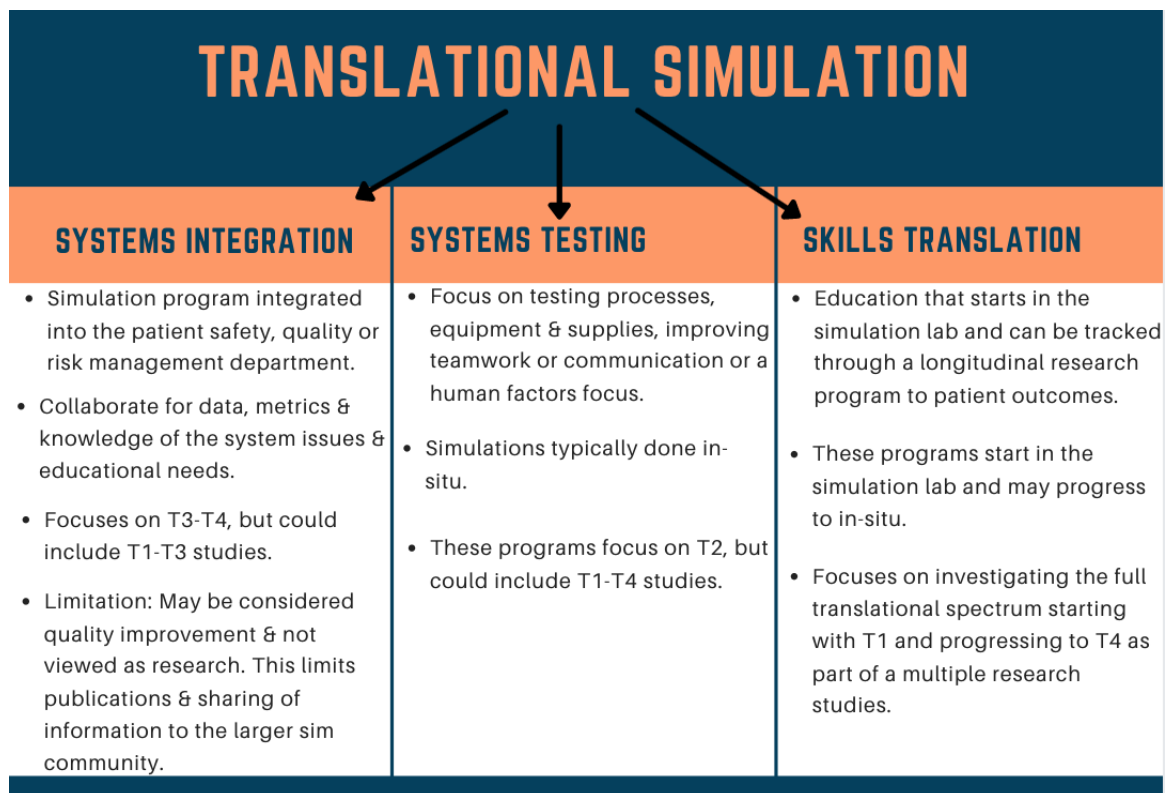 TRANSLATIONAL SIMULATION
SYSTEMS INTEGRATION
• Simulation program integrated
into the patient safety, quality or
risk management department.
• Collaborate for data, metrics &
knowledge of the system issues &
educational needs.
• Focuses on T3-T4, but could
include T1-T3 studies.
• Limitation: May be considered
quality improvement & not
viewed as research. This limits
publications & sharing of
information to the larger sim
community.
SYSTEMS TESTING
• Focus on testing processes,
equipment & supplies, improving
teamwork or communication or a
human factors focus.
• Simulations typically done in-
situ.
• These programs focus on T2, but
could include T1-T4 studies.
SKILLS TRANSLATION
• Education that starts in the
simulation lab and can be tracked
through a longitudinal research
program to patient outcomes.
• These programs start in the
simulation lab and may progress
to in-situ.
• Focuses on investigating the full
translational spectrum starting
with T1 and progressing to T4 as
part of a multiple research
studies.